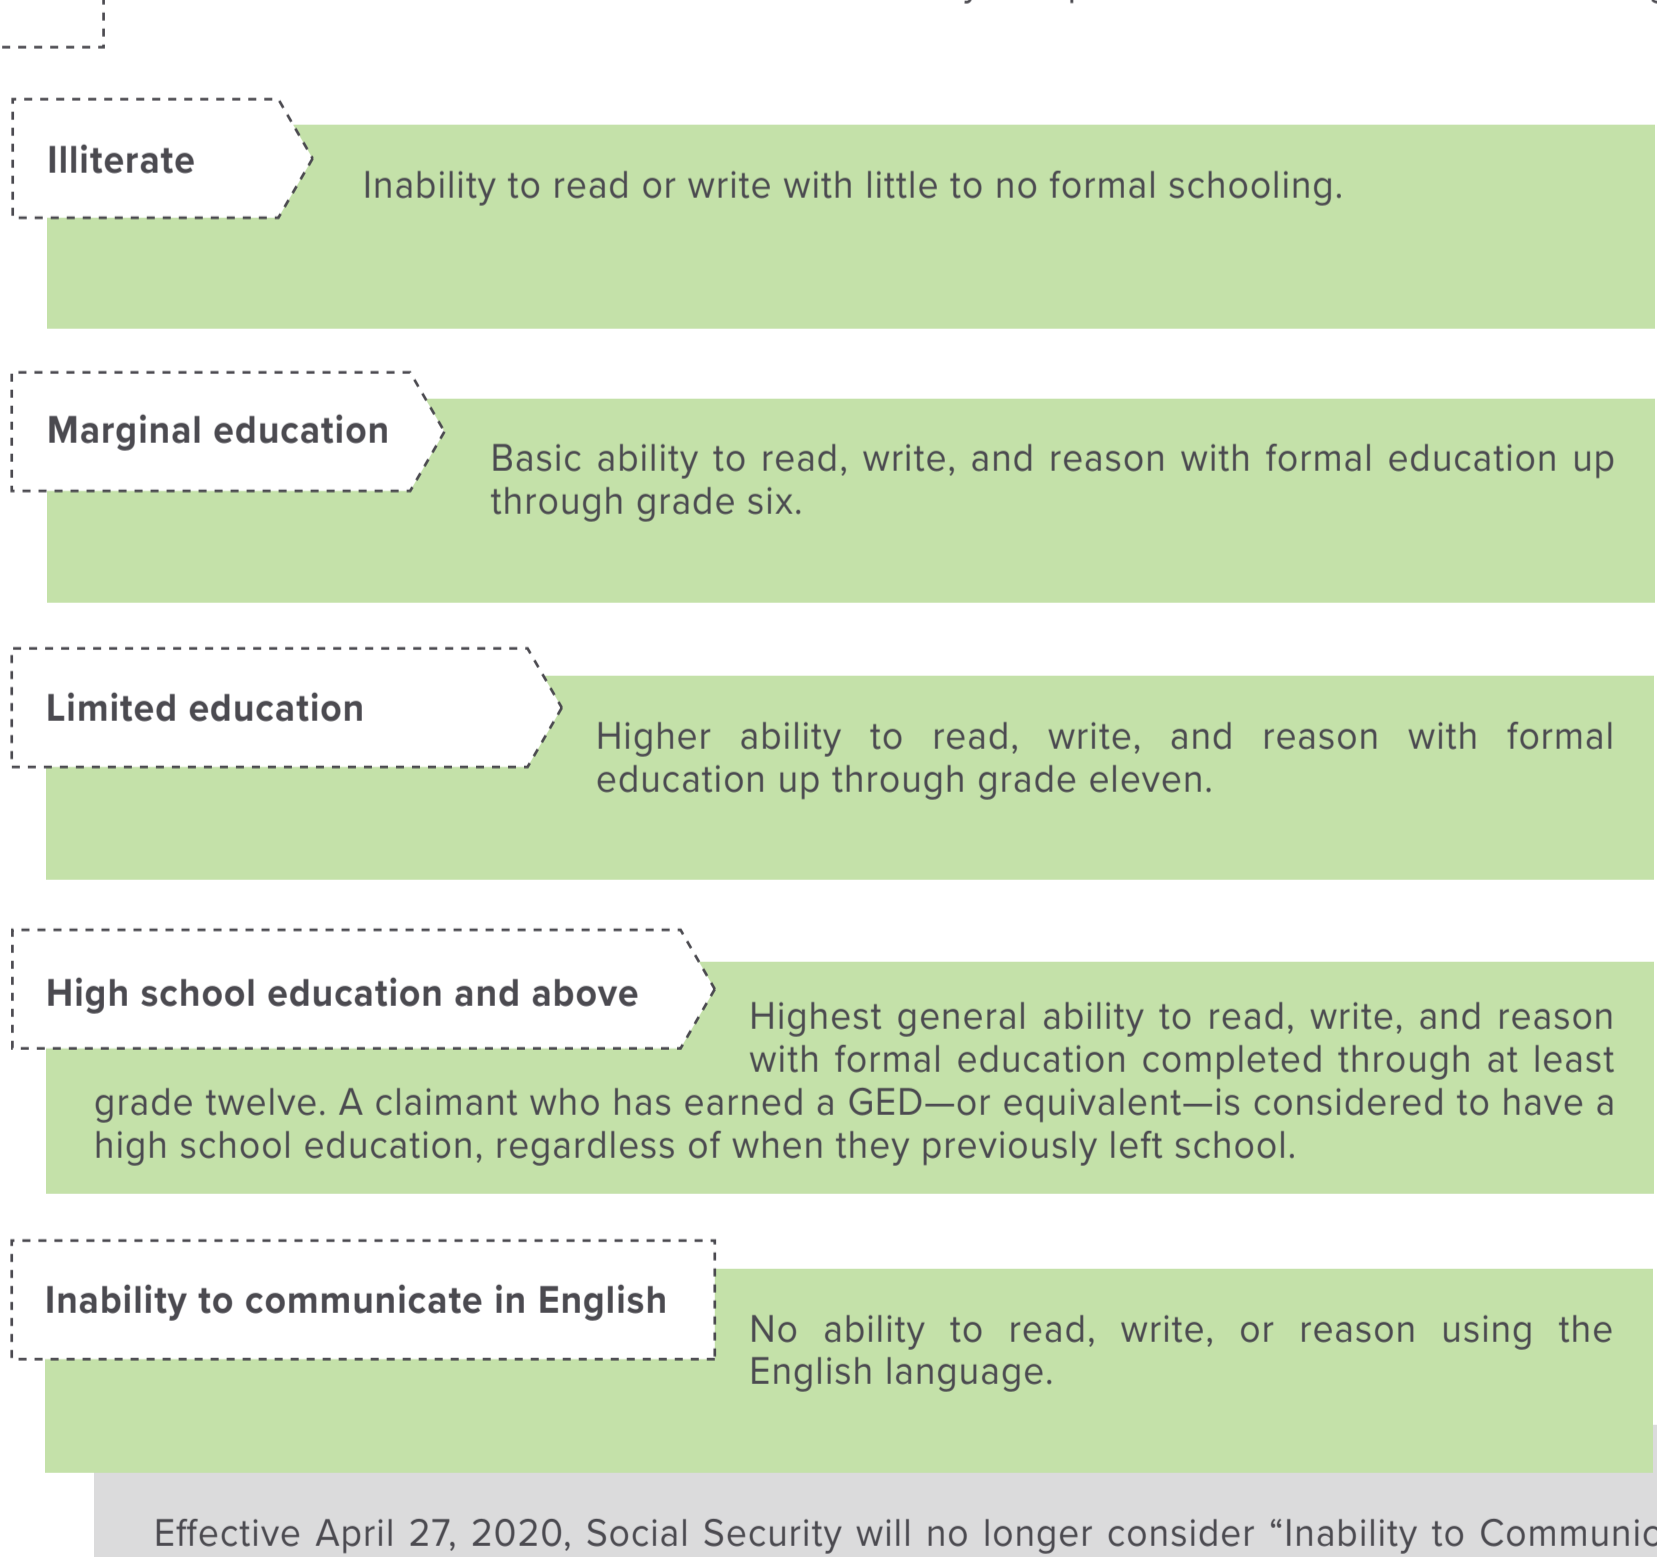 Illiterate
Inability to read or write with little to no formal schooling.
Marginal education
Basic ability to read, write, and reason with formal education up
through grade six.
Limited education
Higher ability to read, write, and reason with formal
education up through grade eleven.
High school education and above
Highest general ability to read, write, and reason
with formal education completed through at least
grade twelve. A claimant who has earned a GED—or equivalent—is considered to have a
high school education, regardless of when they previously left school.
Inability to communicate in English
No ability to read, write, or reason using the
English language.
Effective April 27, 2020, Social Security will no longer consider “Inability to